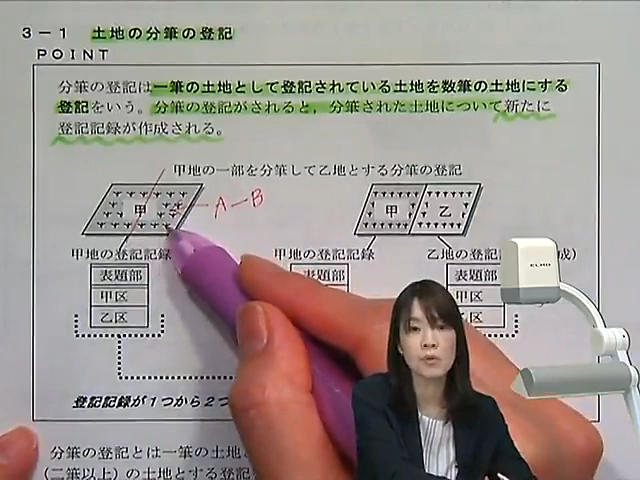 3－1 土地の分筆の登記
POINT
分筆の登記は一筆の土地として登記されている土地を数筆の土地にする
登記をいう。分筆の登記がされると，分筆された土地について新たに
登記記録が作成される。
甲地の一部を分筆して乙地とする分筆の登記
甲 A－B 甲 乙
甲地の登記記録 甲地の登記記録 乙地の登記 成)
表題部 表題部 表題部
甲区 甲区
乙区 乙区
ELMO
登記記録が1つから2つ
分筆の登記とは一筆の土地
(二筆以上) の土地とする登記